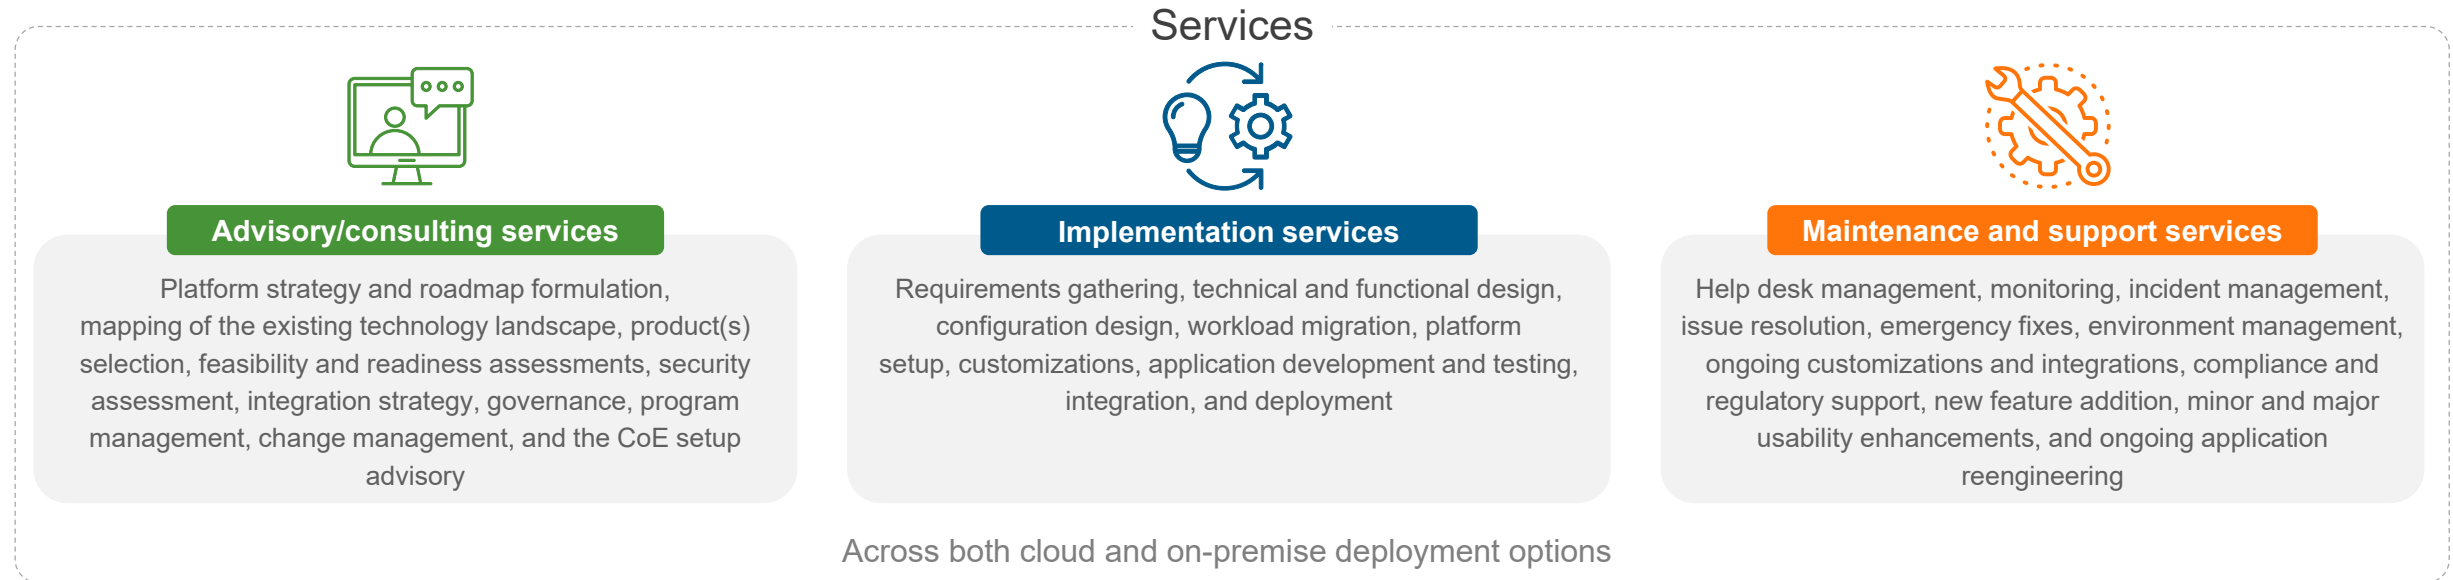 Services
Advisory/consulting services
Platform strategy and roadmap formulation,
mapping of the existing technology landscape, product(s)
selection, feasibility and readiness assessments, security
assessment, integration strategy, governance, program
management, change management, and the CoE setup
advisory
Implementation services
Requirements gathering, technical and functional design,
configuration design, workload migration, platform
setup, customizations, application development and testing,
integration, and deployment
Maintenance and support services
Help desk management, monitoring, incident management,
issue resolution, emergency fixes, environment management,
ongoing customizations and integrations, compliance and
regulatory support, new feature addition, minor and major
usability enhancements, and ongoing application
reengineering
Across both cloud and on-premise deployment options